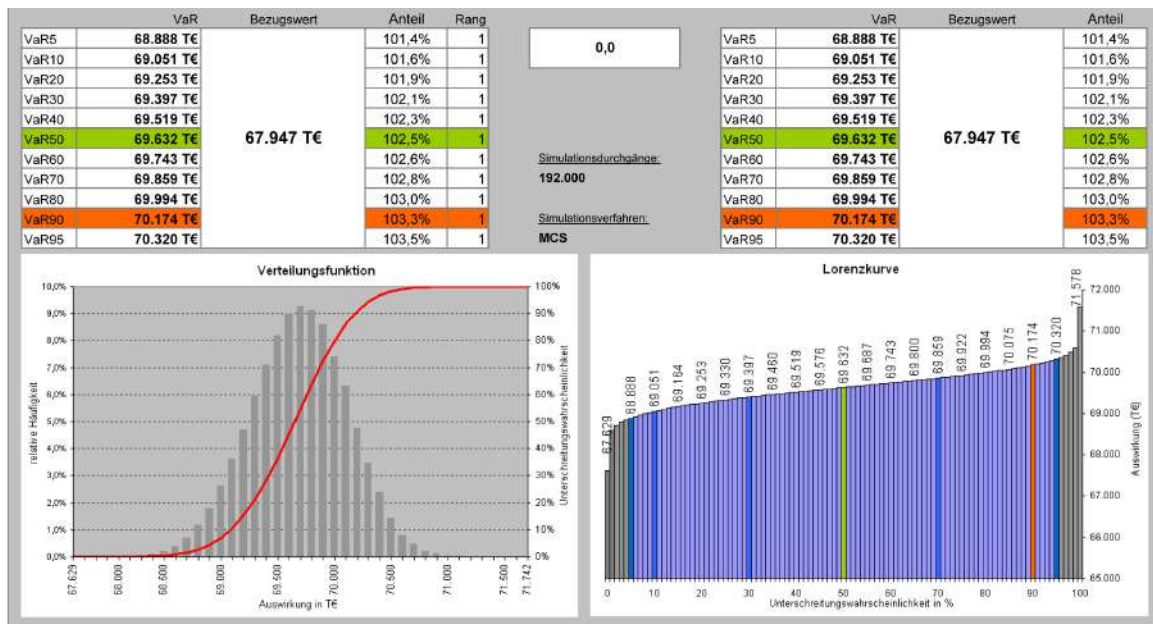 VaR Bezugswert Anteil Rang
VaR5 68.888 T€ 101,4% 1
VaR10 69.051 T€ 101,6% 1
VaR20 69.253 T€ 101,9% 1
VaR30 69.397 T€ 102,1% 1
VaR40 69.519 T€ 102,3% 1
VaR50 69.632 T€ 67.947 T€ 102,5% 1
VaR60 69.743 T€ 102,6% 1
VaR70 69.859 T€ 102,8% 1
VaR80 69.994 T€ 103,0% 1
VaR90 70.174 T€ 103,3% 1
VaR95 70.320 T€ 103,5% 1
0,0
Simulationsdurchgänge:
192.000
Simulationsverfahren:
MCS
VaR Bezugswert Anteil
VaR5 68.888 T€ 101,4%
VaR10 69.051 T€ 101,6%
VaR20 69.253 T€ 101,9%
VaR30 69.397 T€ 102,1%
VaR40 69.519 T€ 102,3%
VaR50 69.632 T€ 67.947 T€ 102,5%
VaR60 69.743 T€ 102,6%
VaR70 69.859 T€ 102,8%
VaR80 69.994 T€ 103,0%
VaR90 70.174 T€ 103,3%
VaR95 70.320 T€ 103,5%
Verteilungsfunktion
relative Häufigkeit
10,0%
9,0%
8,0%
7,0%
6,0%
5,0%
4,0%
3,0%
2,0%
1,0%
0,0%
100%
90%
80%
70%
60%
50%
40%
30%
20%
10%
0%
Unterschreitungswahrscheinlichkeit
67.629 68.000 68.500 69.000 69.500 70.000 70.500 71.000 71.500 71.742
Auswirkung in T€
Lorenzkurve
67.629 68.888 69.051 69.164 69.253 69.330 69.397 69.460 69.519 69.576 69.632 69.687 69.743 69.800 69.859 69.922 69.994 70.075 70.174 70.320 71.578
72.000
71.000
70.000
69.000
68.000
67.000
66.000
65.000
Auswirkung (T€)
0 10 20 30 40 50 60 70 80 90 100
Unterschreitungswahrscheinlichkeit in %